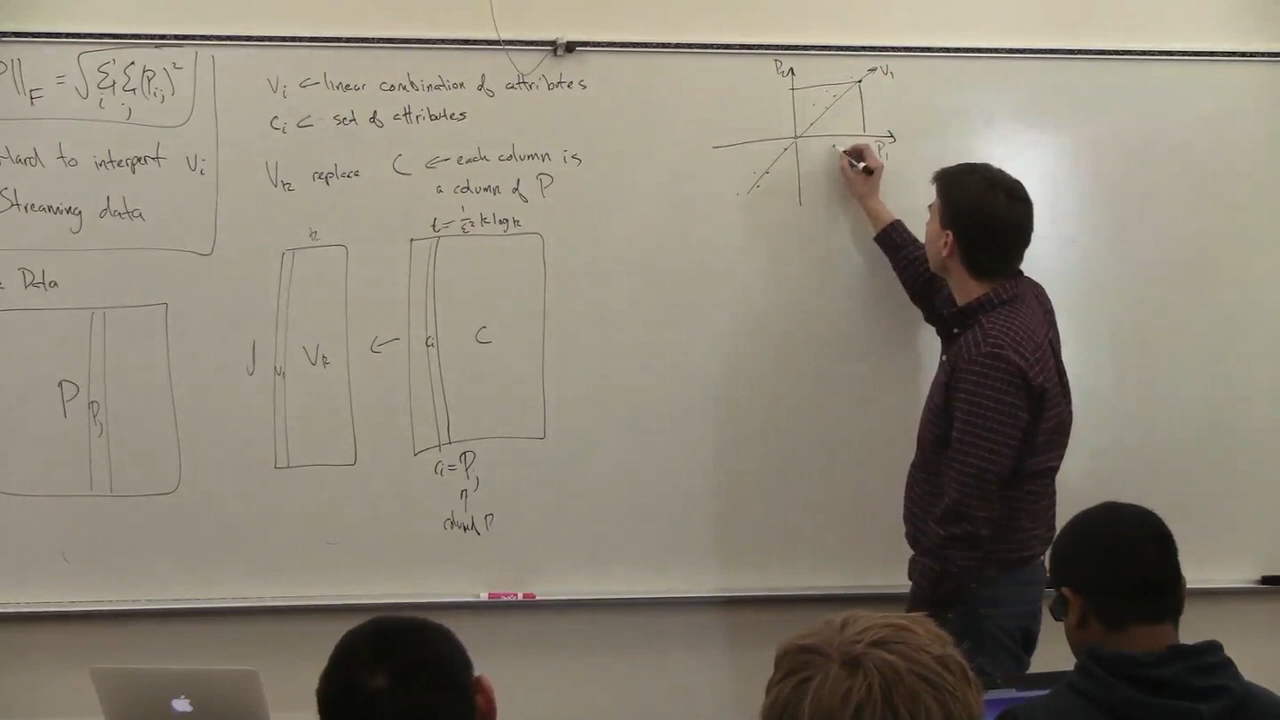 P||_F = √Σ_i Σ_j (P_i,j)²
Hard to interpert v_i
Streaming data
Data
P
P_j
v_i ← linear combination of attributes
c_i ← set of attributes
V_k replace C ← each column is
a column of P
k
t = 1/ε² k log k
d
v_i
V_k
←
c_i
C
c_i = P_j
↑
column P
P_2
v_1
P_1